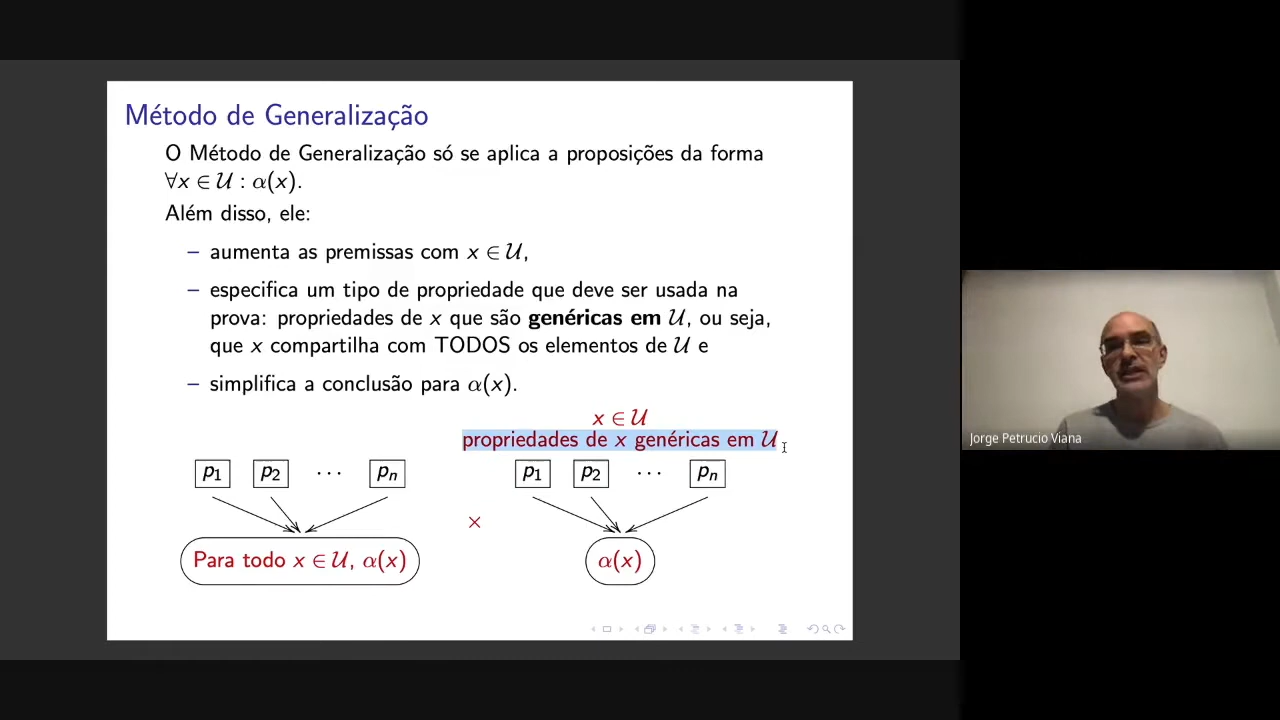 Método de Generalização
O Método de Generalização só se aplica a proposições da forma
∀x ∈ 𝒰 : α(x).
Além disso, ele:
– aumenta as premissas com x ∈ 𝒰,
– especifica um tipo de propriedade que deve ser usada na
prova: propriedades de x que são genéricas em 𝒰, ou seja,
que x compartilha com TODOS os elementos de 𝒰 e
– simplifica a conclusão para α(x).
x ∈ 𝒰
propriedades de x genéricas em 𝒰
p1 p2 ··· pn p1 p2 ··· pn
×
Para todo x ∈ 𝒰, α(x) α(x)
Jorge Petrucio Viana